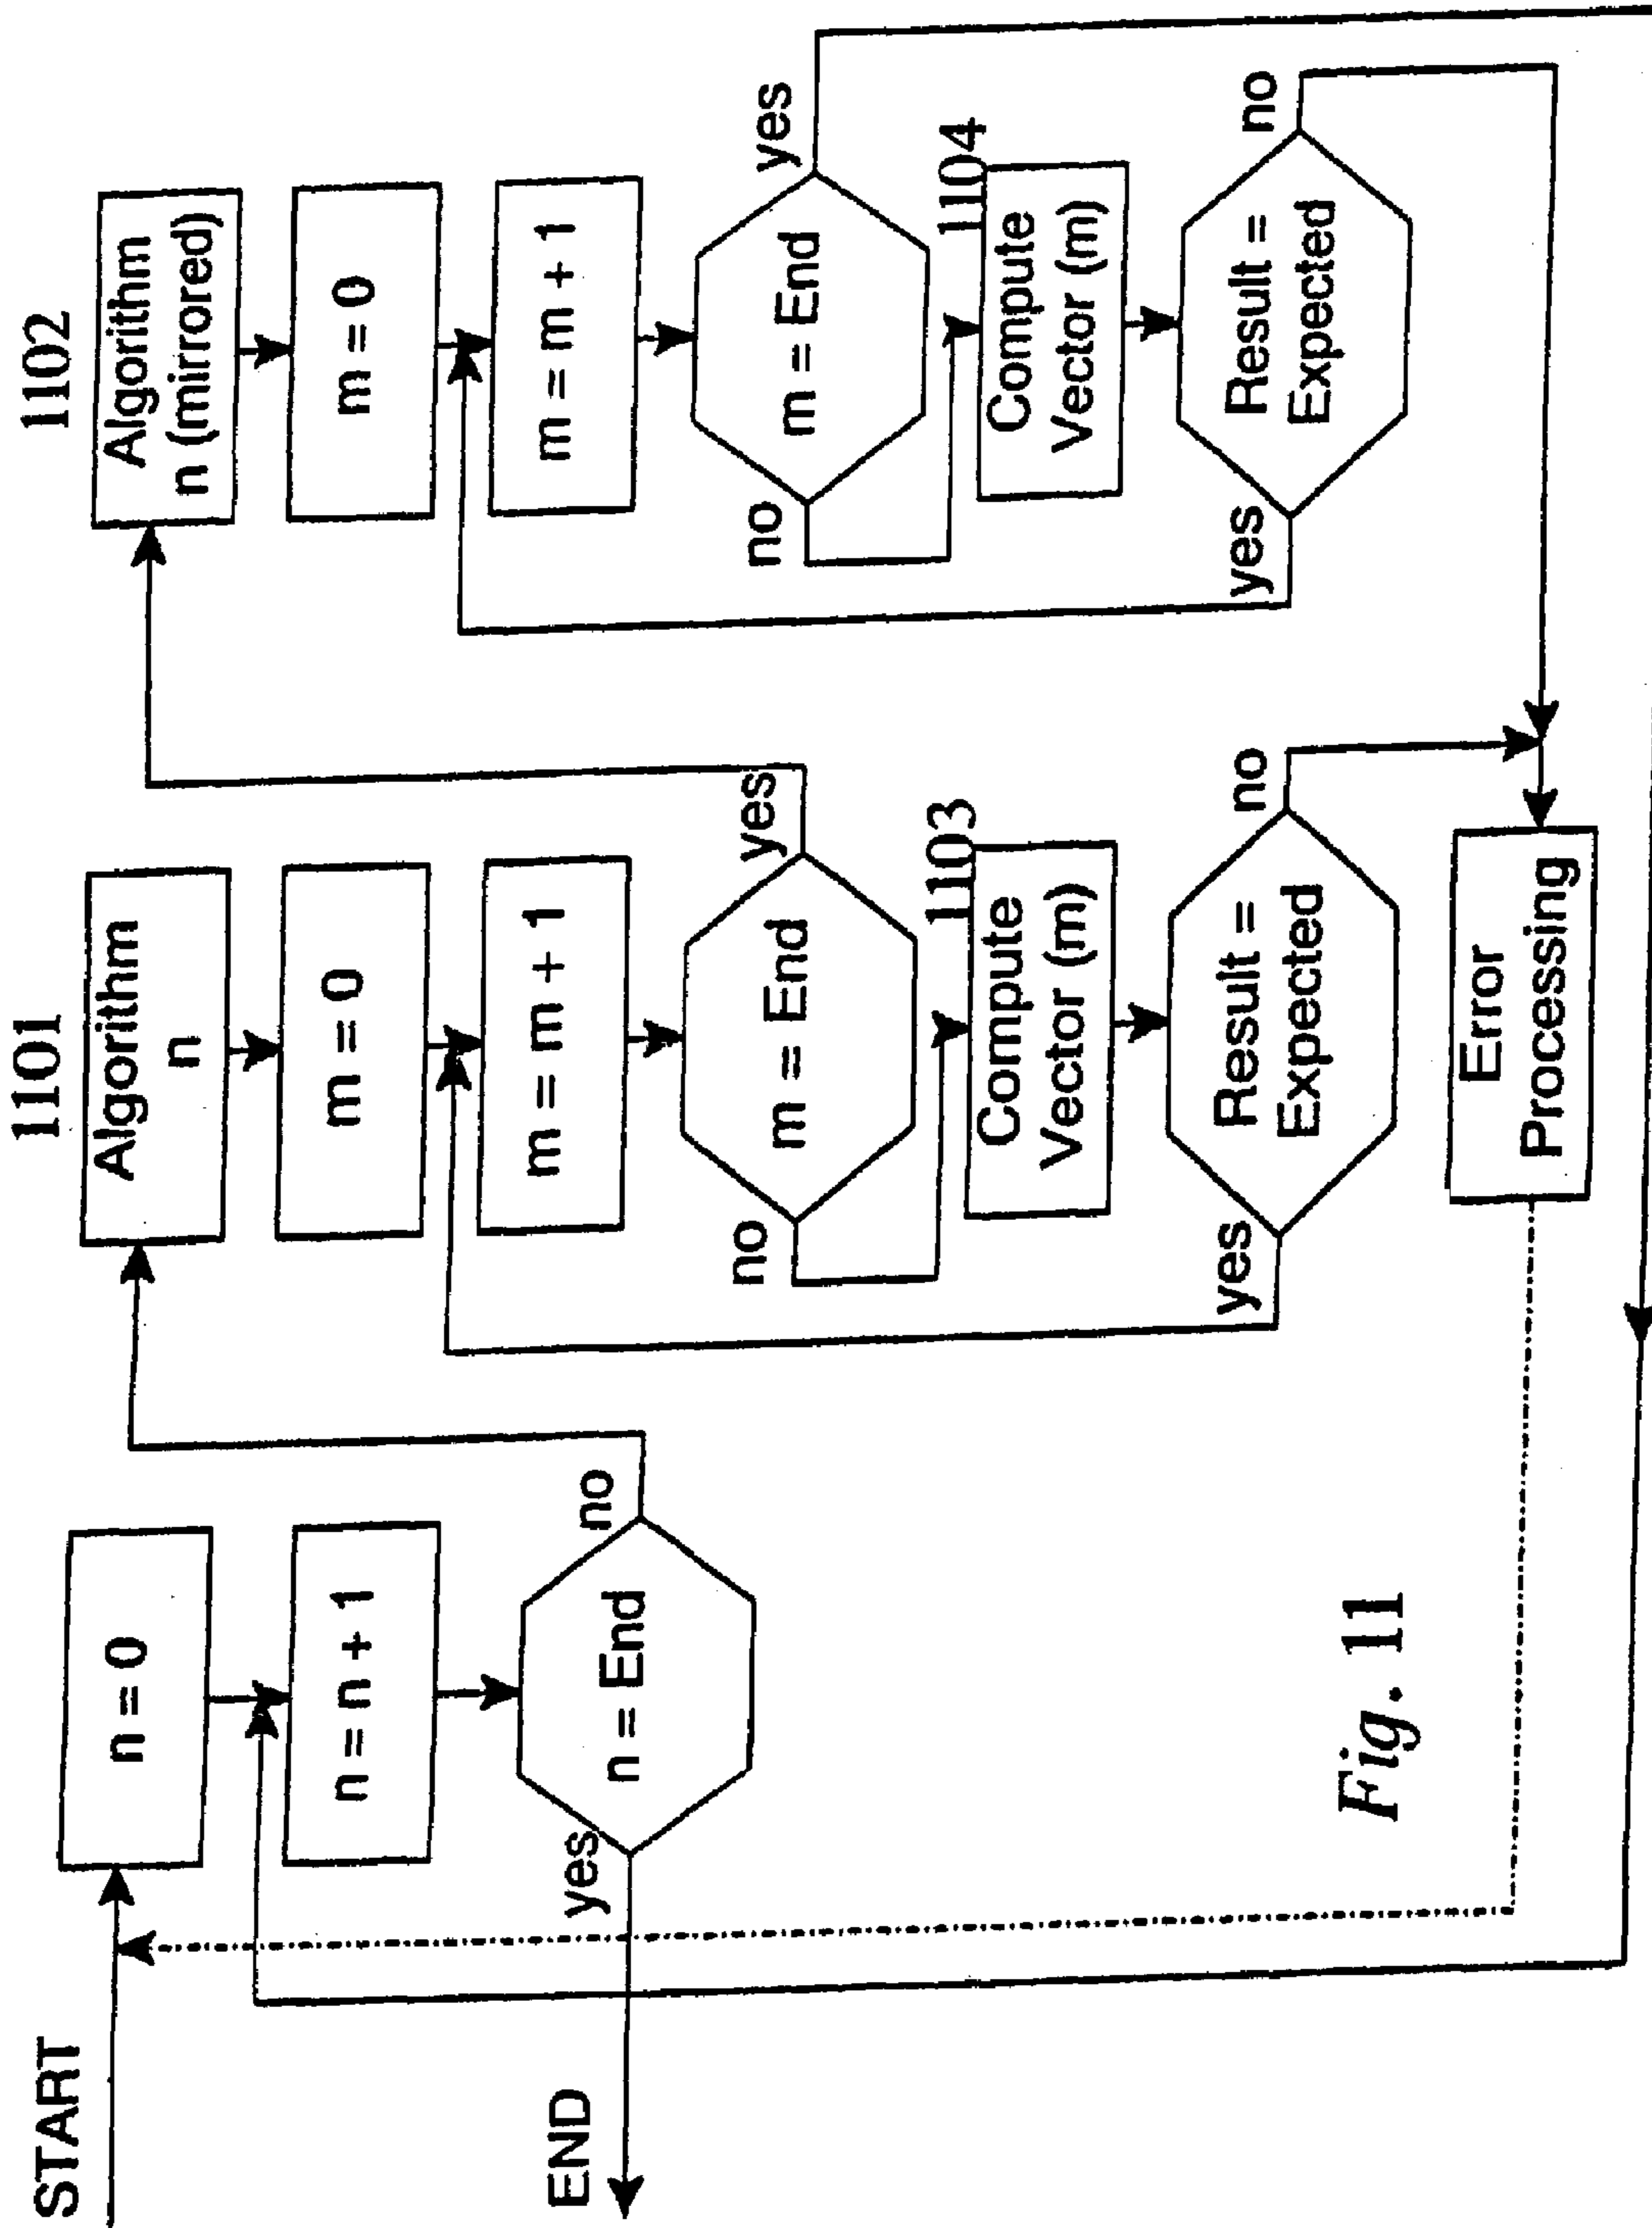 START
n = 0
n = n + 1
n = End
yes
no
END
1101
Algorithm
n
m = 0
m = m + 1
m = End
no
yes
1103
Compute
Vector (m)
Result =
Expected
yes
no
Error
Processing
1102
Algorithm
n (mirrored)
m = 0
m = m + 1
m = End
no
yes
1104
Compute
Vector (m)
Result =
Expected
yes
no
Fig. 11